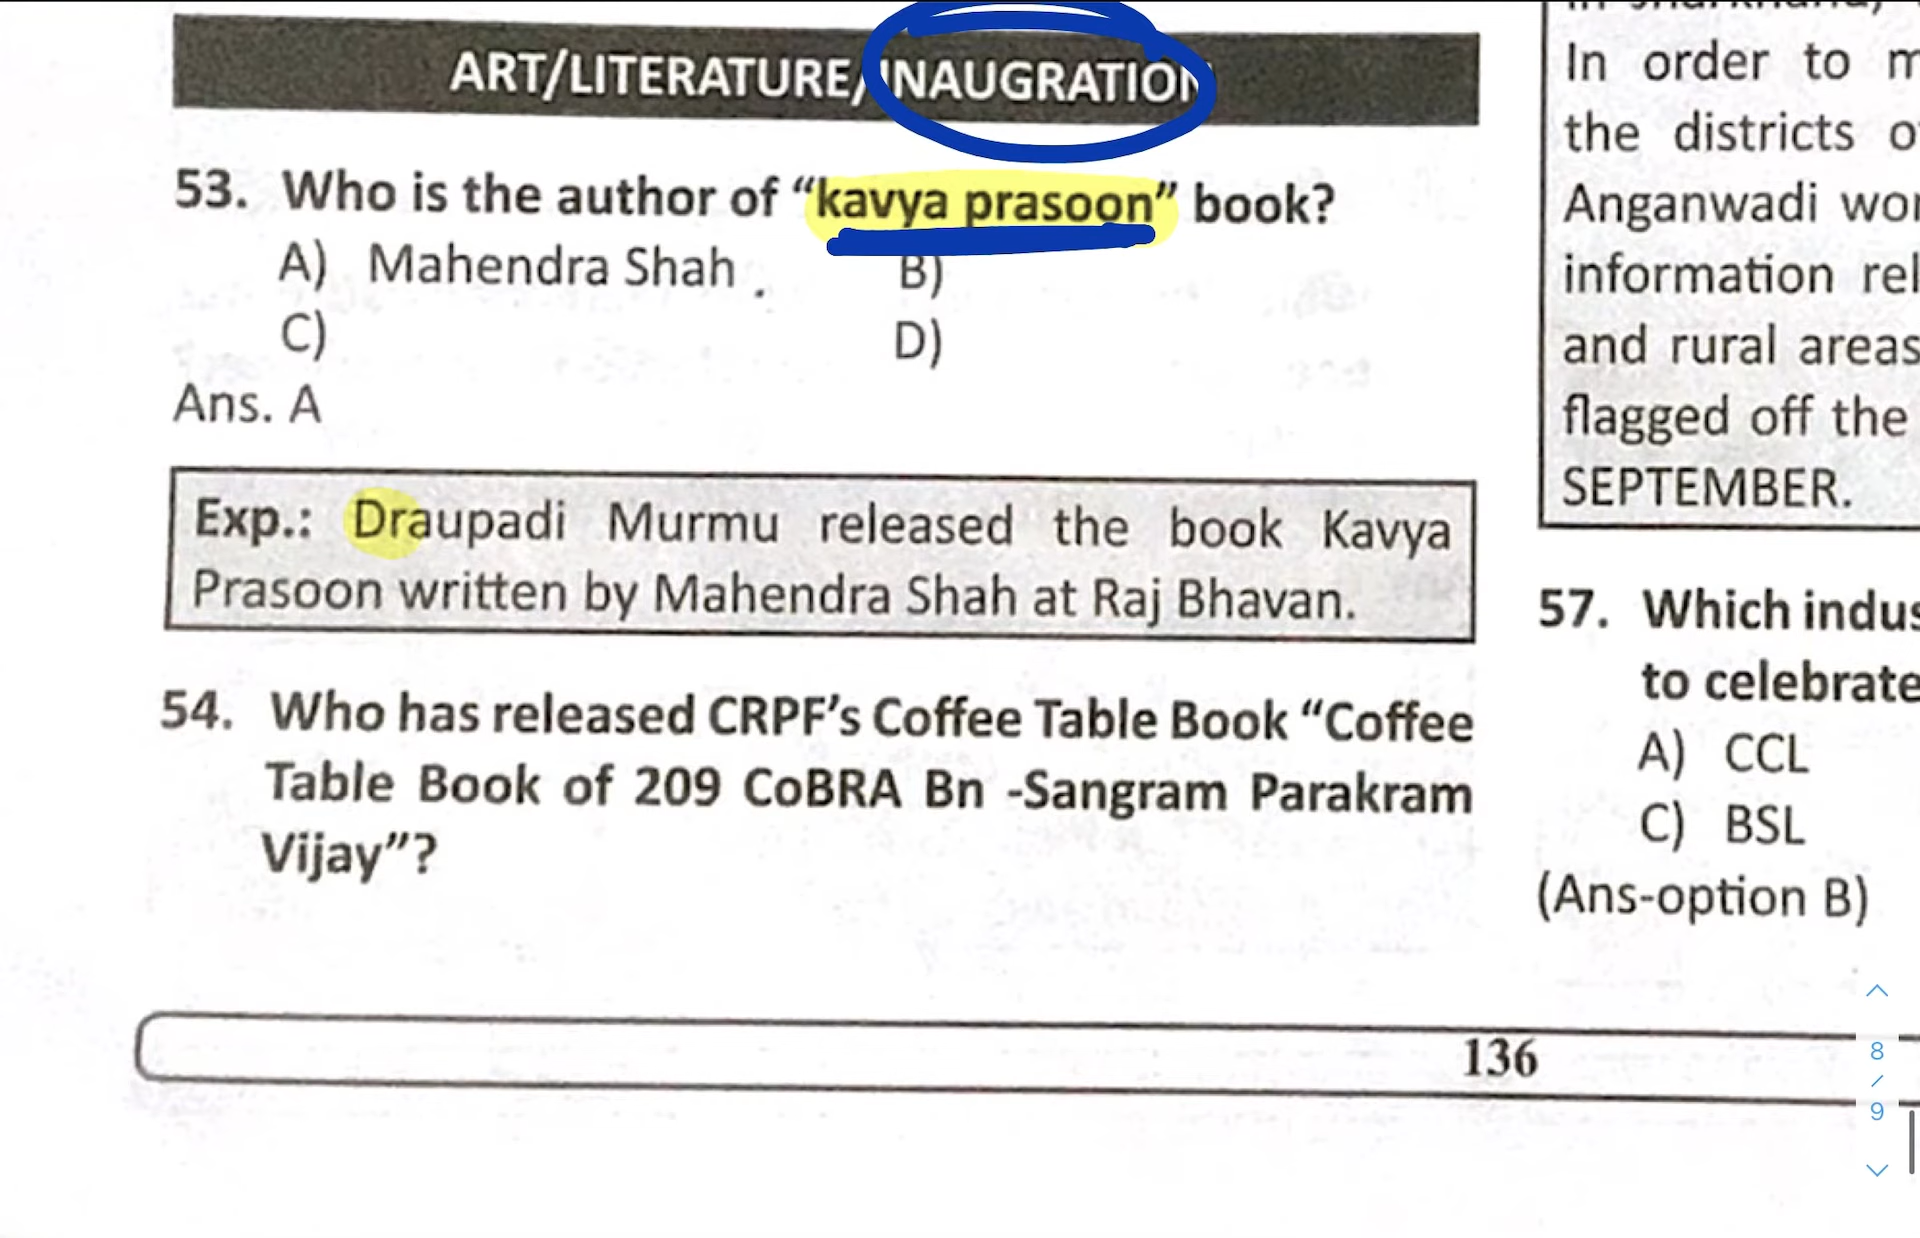 ART/LITERATURE/INAUGRATION
53. Who is the author of “kavya prasoon” book?
A) Mahendra Shah . B)
C) D)
Ans. A
Exp.: Draupadi Murmu released the book Kavya
Prasoon written by Mahendra Shah at Raj Bhavan.
54. Who has released CRPF’s Coffee Table Book “Coffee
Table Book of 209 CoBRA Bn -Sangram Parakram
Vijay”?
In order to
the districts
Anganwadi
information
and rural areas
flagged off the
SEPTEMBER.
57. Which
to celebrate
A) CCL
C) BSL
(Ans-option B)
136
8
/
9